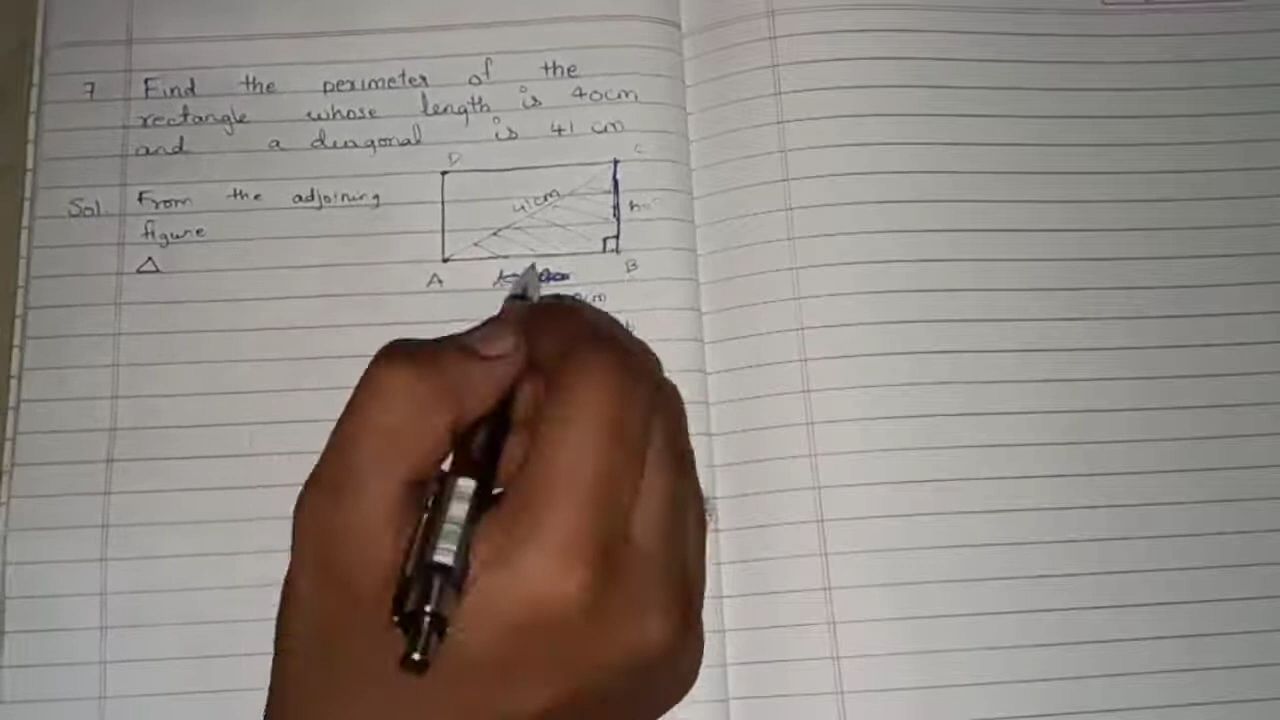 7 Find the perimeter of the
rectangle whose length is 40cm
and a diagonal is 41 cm
D C
Sol. From the adjoining
41cm
figure
△
A B